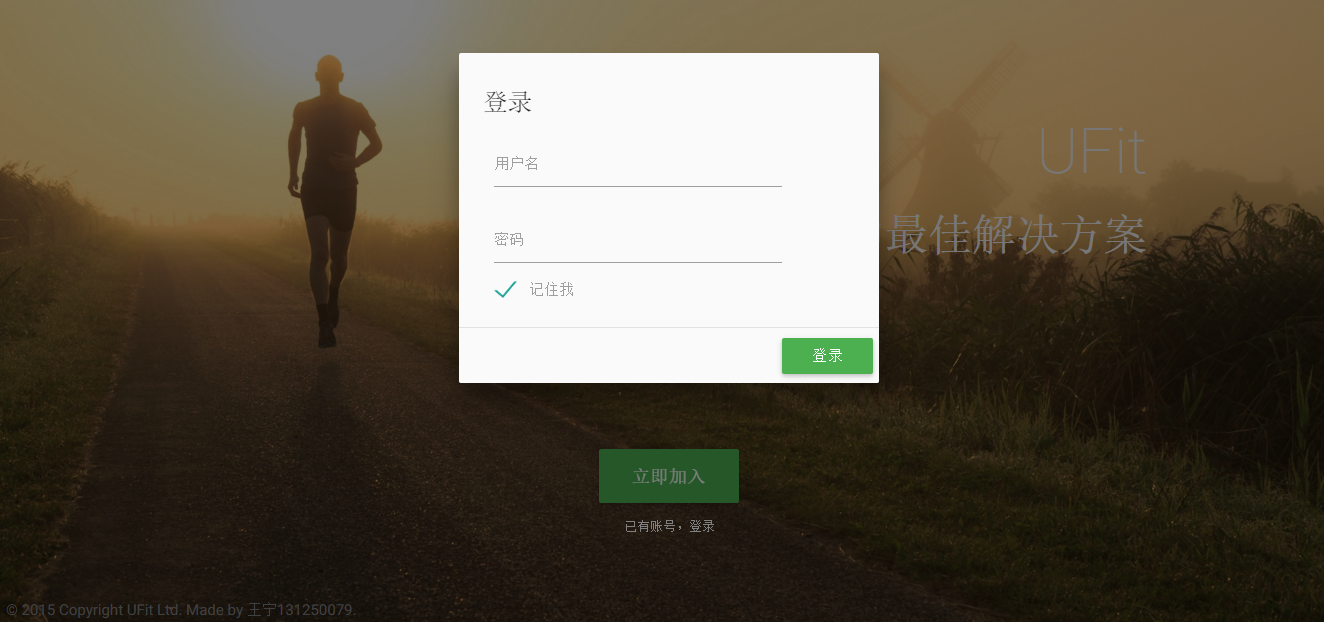 登录
用户名
密码
记住我
登录
UFit
最佳解决方案
立即加入
已有账号，登录
© 2015 Copyright UFit Ltd. Made by 王宁131250079.